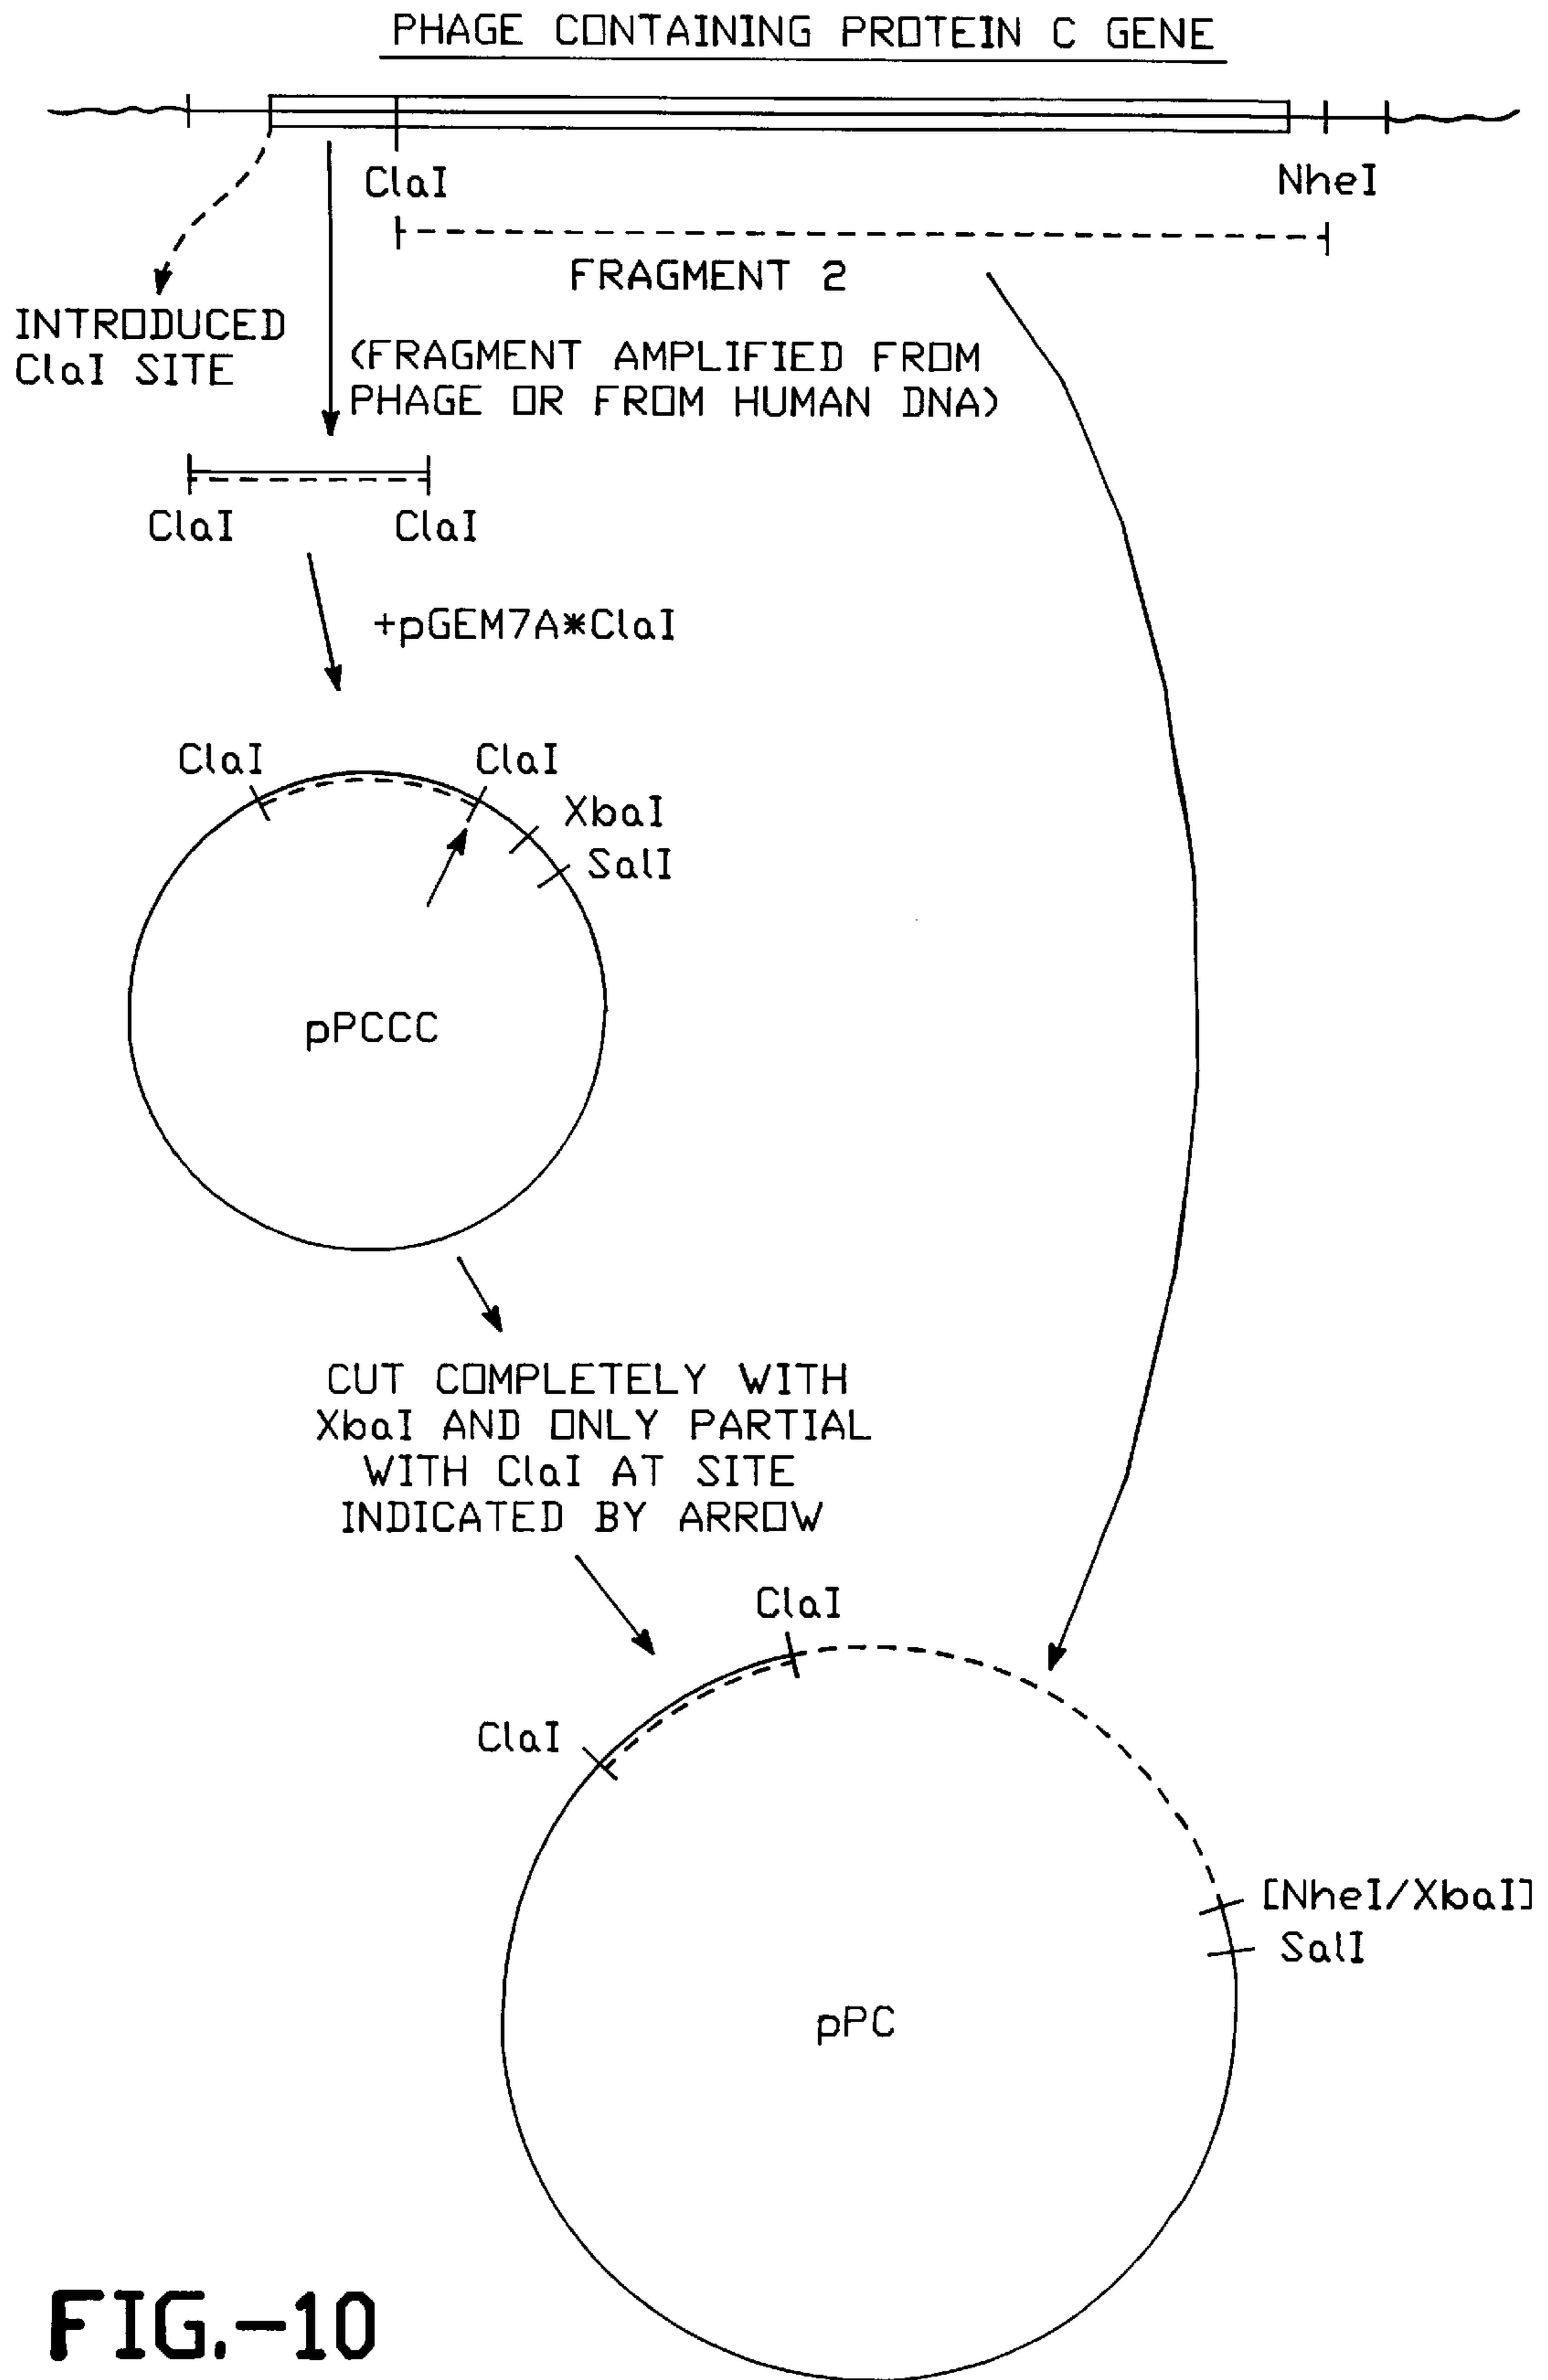 PHAGE CONTAINING PROTEIN C GENE
ClaI
NheI
FRAGMENT 2
INTRODUCED
ClaI SITE
(FRAGMENT AMPLIFIED FROM
PHAGE OR FROM HUMAN DNA)
ClaI
ClaI
+pGEM7A*ClaI
ClaI
ClaI
XbaI
SalI
pPCCC
CUT COMPLETELY WITH
XbaI AND ONLY PARTIAL
WITH ClaI AT SITE
INDICATED BY ARROW
ClaI
ClaI
[NheI/XbaI]
SalI
pPC
FIG.-10